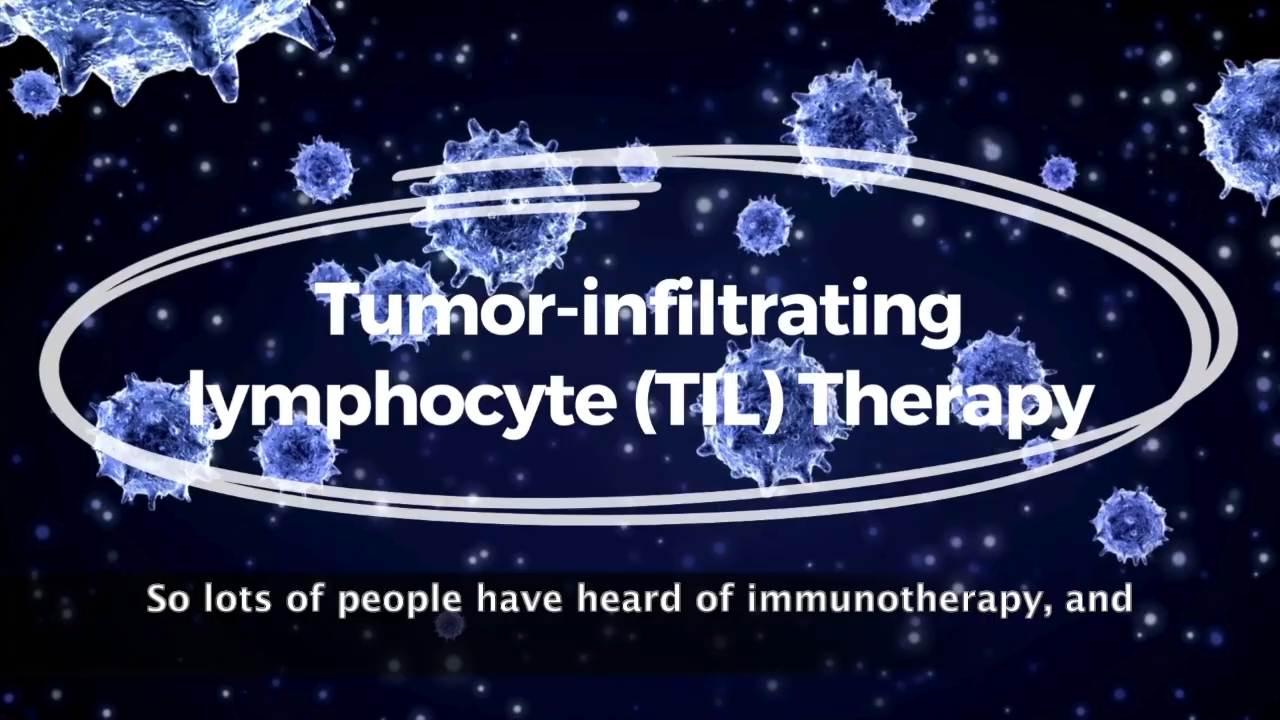 Tumor-infiltrating
lymphocyte (TIL) Therapy
So lots of people have heard of immunotherapy, and